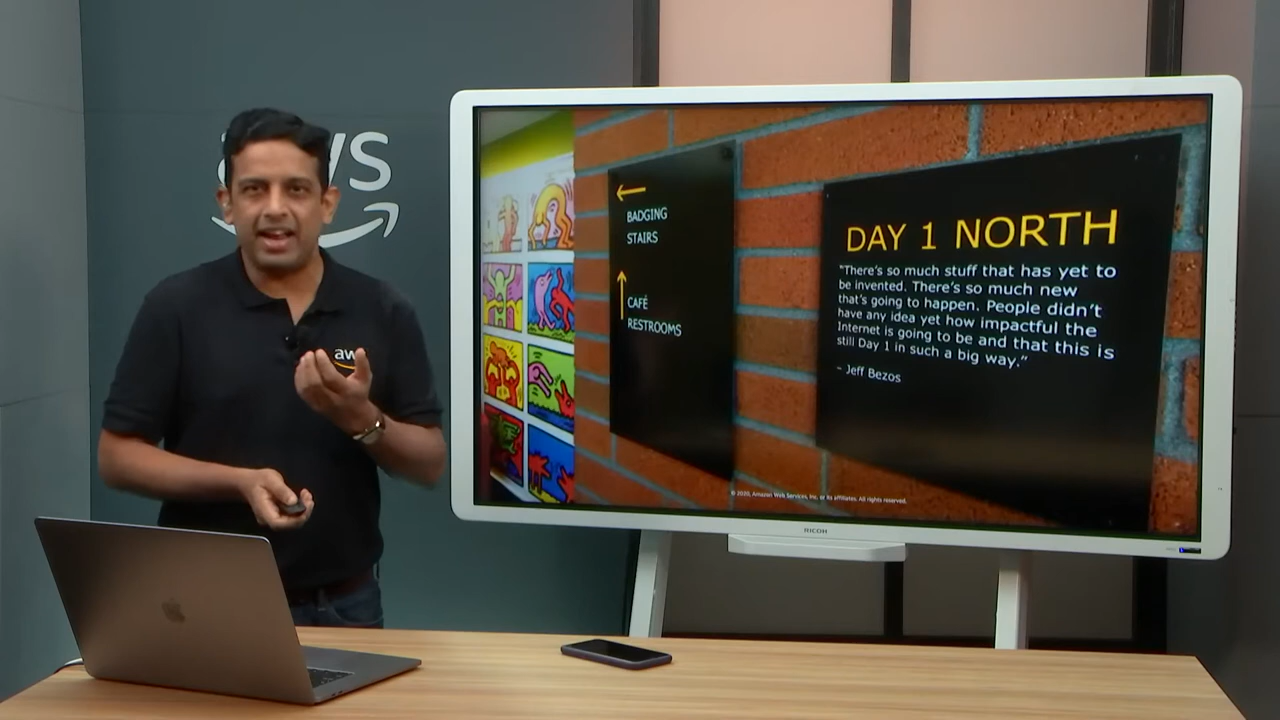 aws
aw
BADGING
STAIRS
CAFÉ
RESTROOMS
DAY 1 NORTH
“There’s so much stuff that has yet to
be invented. There’s so much new
that’s going to happen. People didn’t
have any idea yet how impactful the
Internet is going to be and that this is
still Day 1 in such a big way.”
~ Jeff Bezos
© 2020, Amazon Web Services, Inc. or its affiliates. All rights reserved.
RICOH